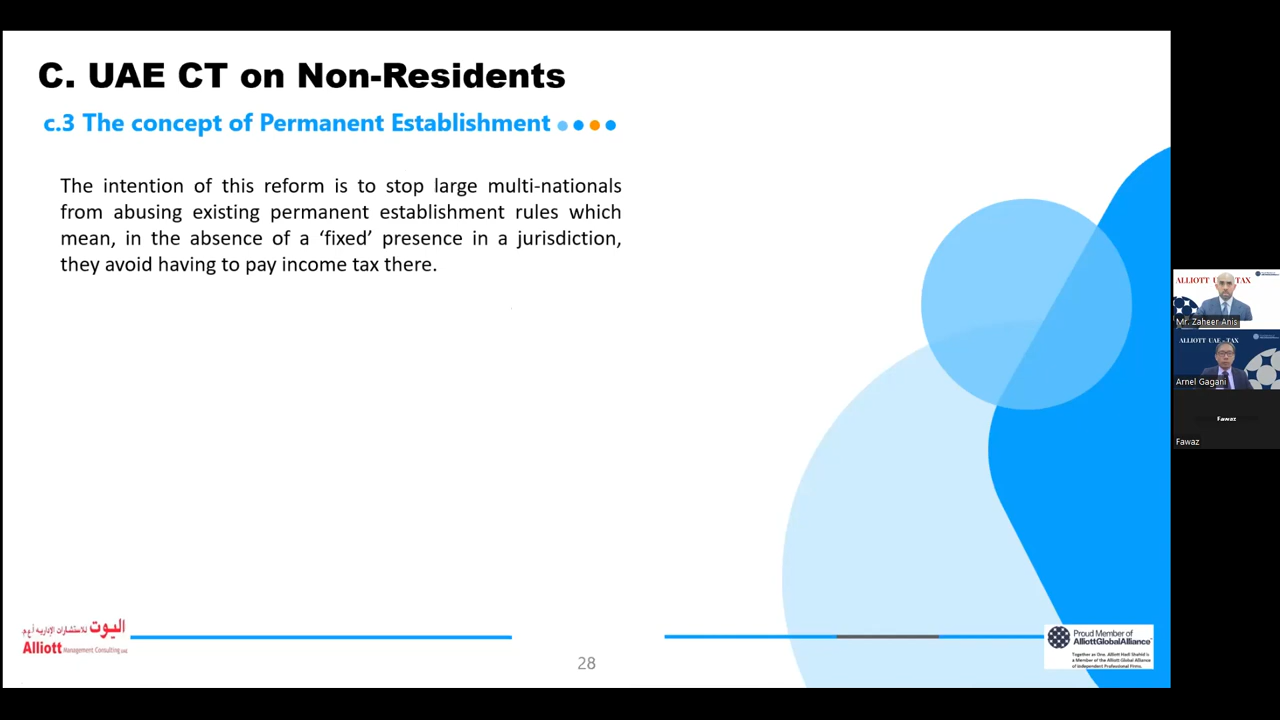 C. UAE CT on Non-Residents
c.3 The concept of Permanent Establishment
The intention of this reform is to stop large multi-nationals
from abusing existing permanent establishment rules which
mean, in the absence of a ‘fixed’ presence in a jurisdiction,
they avoid having to pay income tax there.
ALLIOTT UAE TAX
Mr. Zaheer Anis
ALLIOTT UAE - TAX
Arnel Gagani
Fawaz
Fawaz
اليوت للاستشارات الإدارية
Alliott Management Consulting
28
Proud Member of
AlliottGlobalAlliance
Together as One. Alliott Hadi Shahid is
a Member of the Alliott Global Alliance
of Independent Professional Firms.